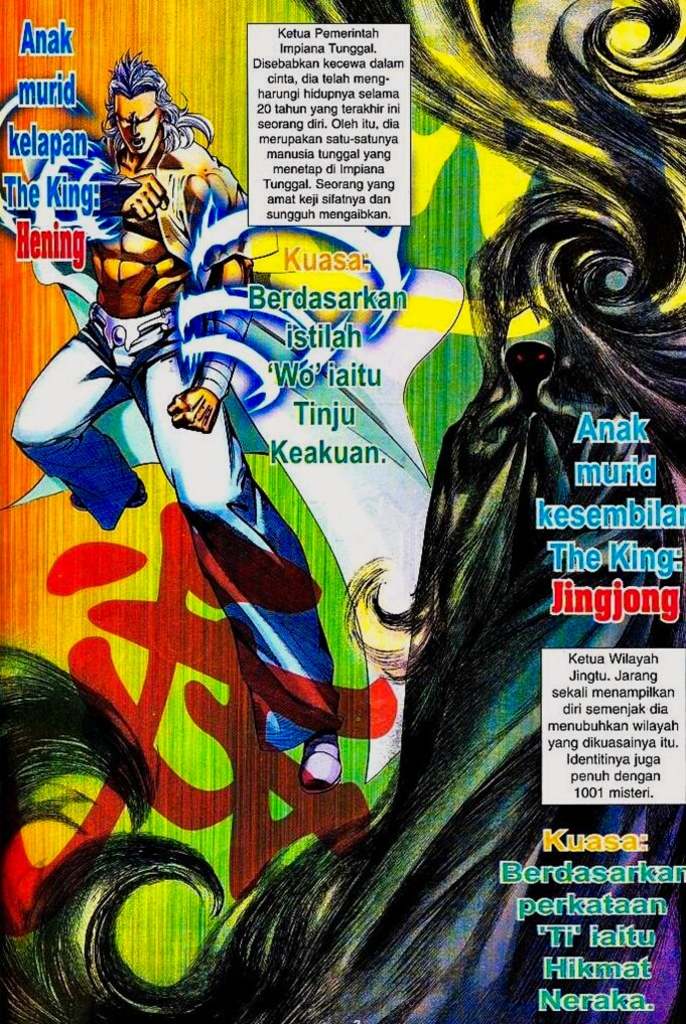 Anak
murid
kelapan
The King:
Hening
Ketua Pemerintah
Impiana Tunggal.
Disebabkan kecewa dalam
cinta, dia telah meng-
harungi hidupnya selama
20 tahun yang terakhir ini
seorang diri. Oleh itu, dia
merupakan satu-satunya
manusia tunggal yang
menetap di Impiana
Tunggal. Seorang yang
amat keji sifatnya dan
sungguh mengaibkan.
Kuasa:
Berdasarkan
istilah
'Wo' iaitu
Tinju
Keakuan.
Anak
murid
kesembilan
The King:
Jingjong
Ketua Wilayah
Jingtu. Jarang
sekali menampilkan
diri semenjak dia
menubuhkan wilayah
yang dikuasainya itu.
Identitinya juga
penuh dengan
1001 misteri.
Kuasa:
Berdasarkan
perkataan
'Ti' iaitu
Hikmat
Neraka.